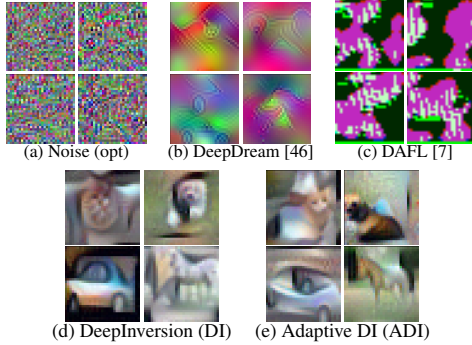 (a) Noise (opt) (b) DeepDream [46] (c) DAFL [7]
(d) DeepInversion (DI) (e) Adaptive DI (ADI)